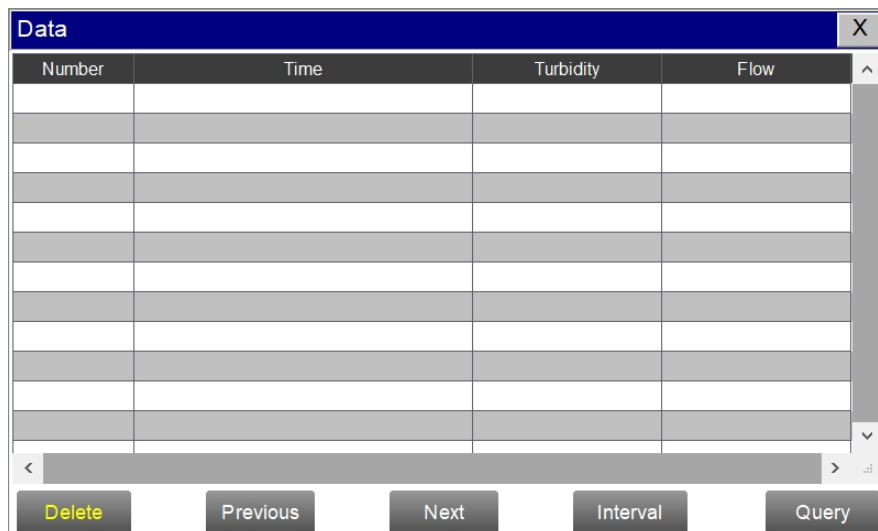 Data X
Number Time Turbidity Flow
Delete Previous Next Interval Query